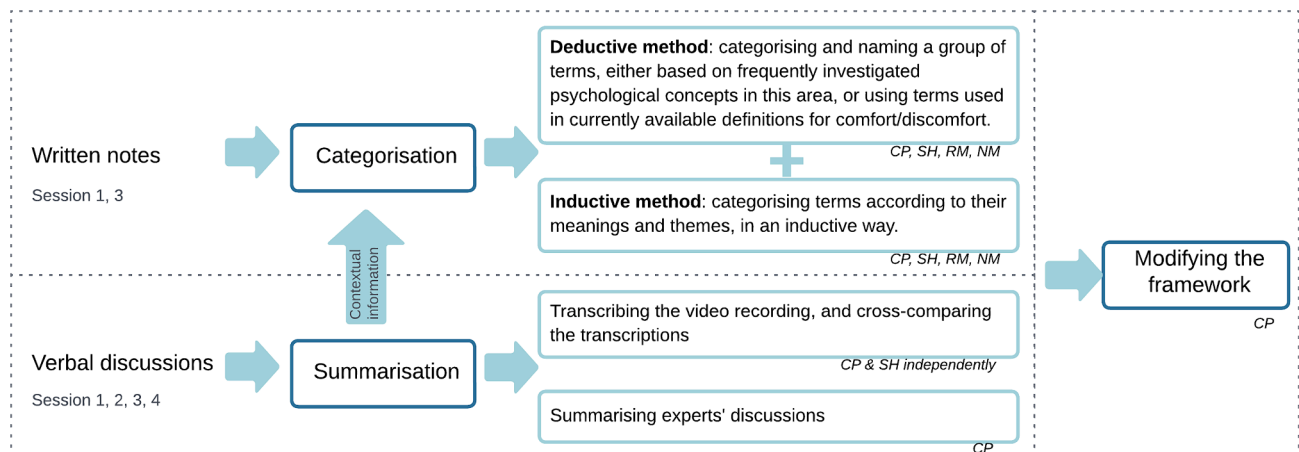 Written notes
Session 1, 3
Categorisation
Deductive method: categorising and naming a group of
terms, either based on frequently investigated
psychological concepts in this area, or using terms used
in currently available definitions for comfort/discomfort.
CP, SH, RM, NM
Inductive method: categorising terms according to their
meanings and themes, in an inductive way.
CP, SH, RM, NM
Contextual
information
Verbal discussions
Session 1, 2, 3, 4
Summarisation
Transcribing the video recording, and cross-comparing
the transcriptions
CP & SH independently
Summarising experts' discussions
CP
Modifying the
framework
CP